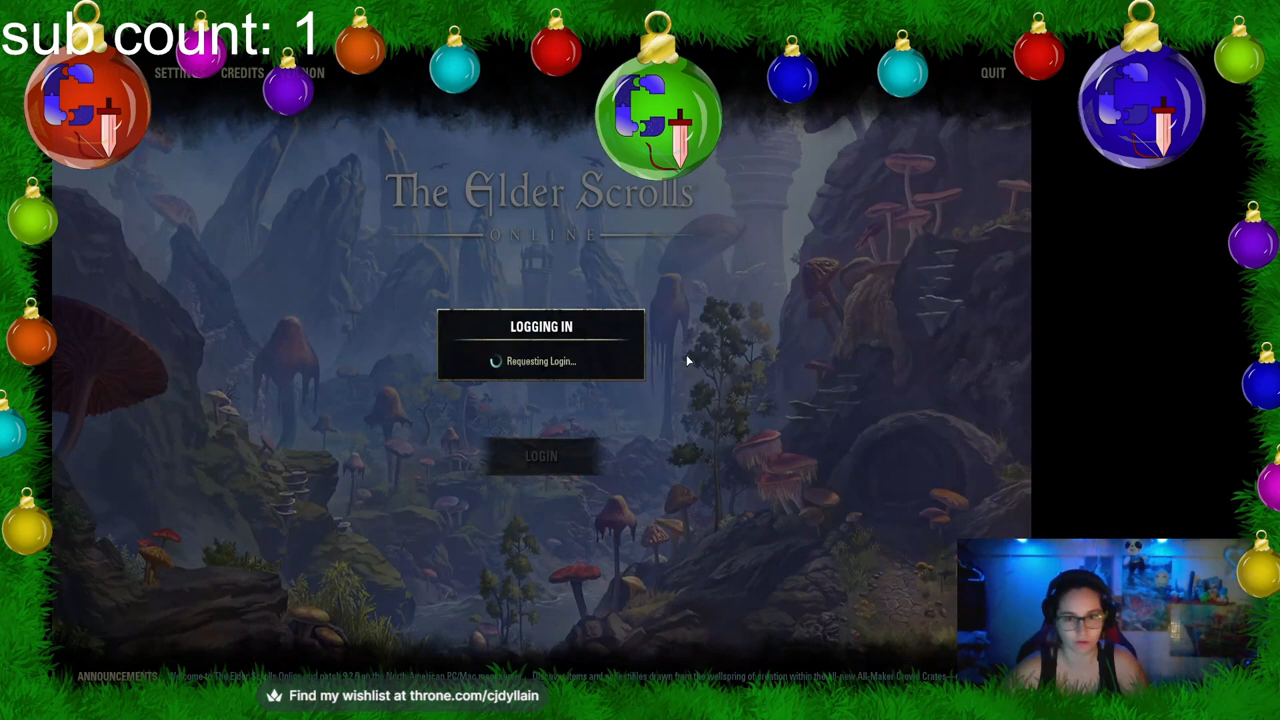 sub count: 1
CREDITS
QUIT
The Elder Scrolls
ONLINE
LOGGING IN
Requesting Login...
LOGIN
ANNOUNCEMENTS
Find my wishlist at throne.com/cjdyllain